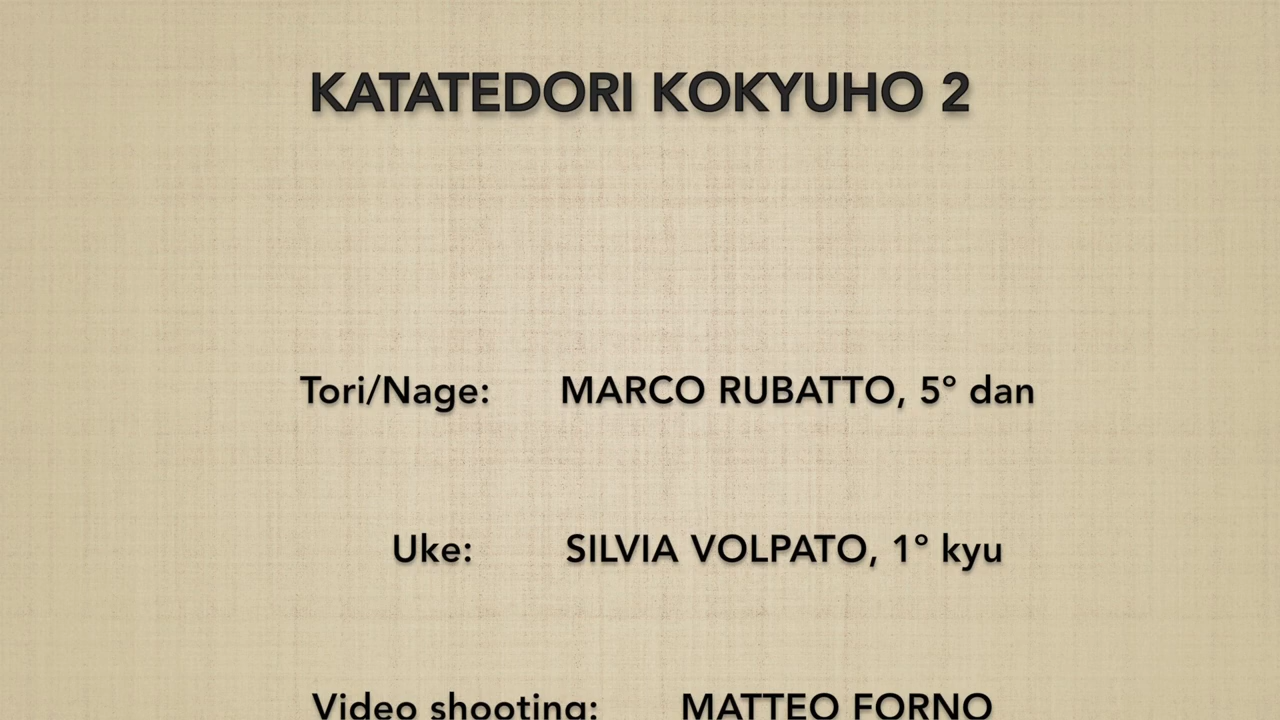 KATATEDORI KOKYUHO 2
Tori/Nage: MARCO RUBATTO, 5° dan
Uke: SILVIA VOLPATO, 1° kyu
Video shooting: MATTEO FORNO